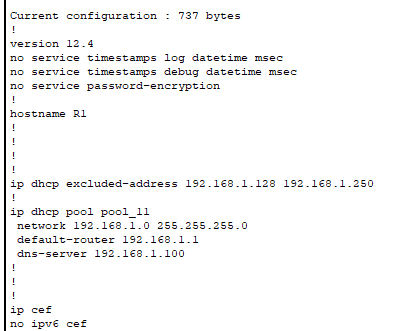 Current configuration : 737 bytes
!
version 12.4
no service timestamps log datetime msec
no service timestamps debug datetime msec
no service password-encryption
!
hostname R1
!
!
!
!
ip dhcp excluded-address 192.168.1.128 192.168.1.250
!
ip dhcp pool pool_11
 network 192.168.1.0 255.255.255.0
 default-router 192.168.1.1
 dns-server 192.168.1.100
!
!
!
ip cef
no ipv6 cef